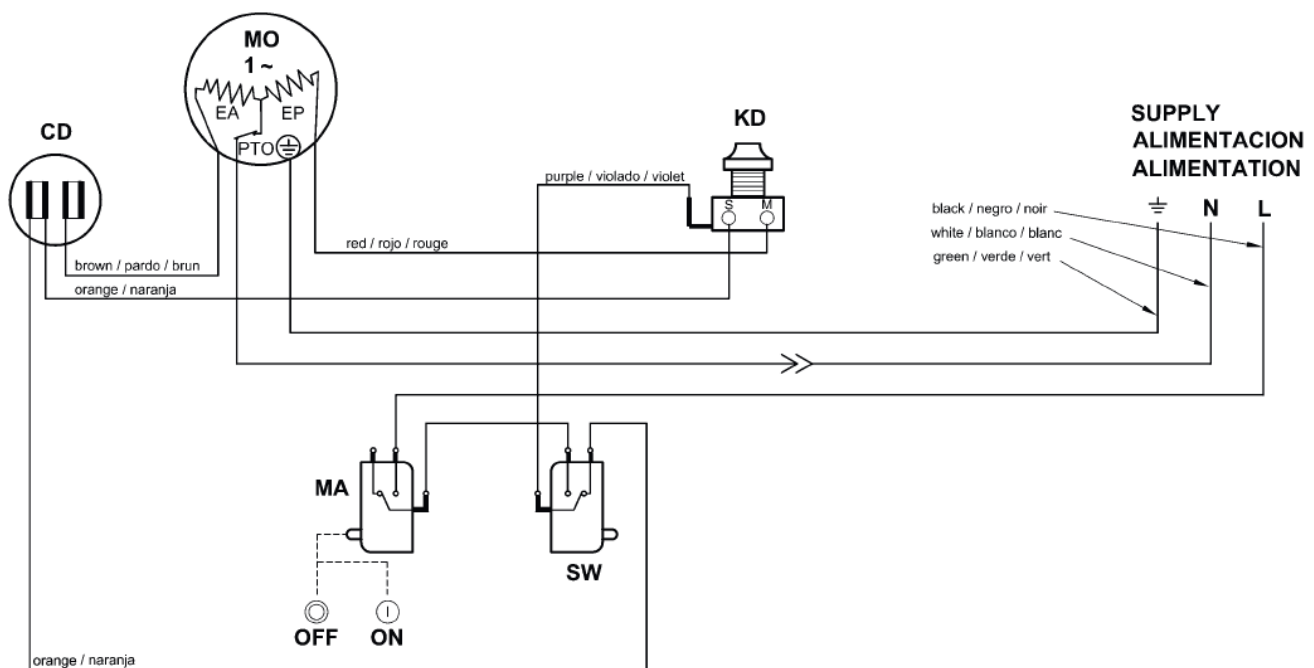 MO
1 ~
EA EP
PTO
CD
KD
S M
SUPPLY
ALIMENTACION
ALIMENTATION
purple / violado / violet
black / negro / noir
white / blanco / blanc
green / verde / vert
N L
red / rojo / rouge
brown / pardo / brun
orange / naranja
MA
SW
OFF ON
orange / naranja